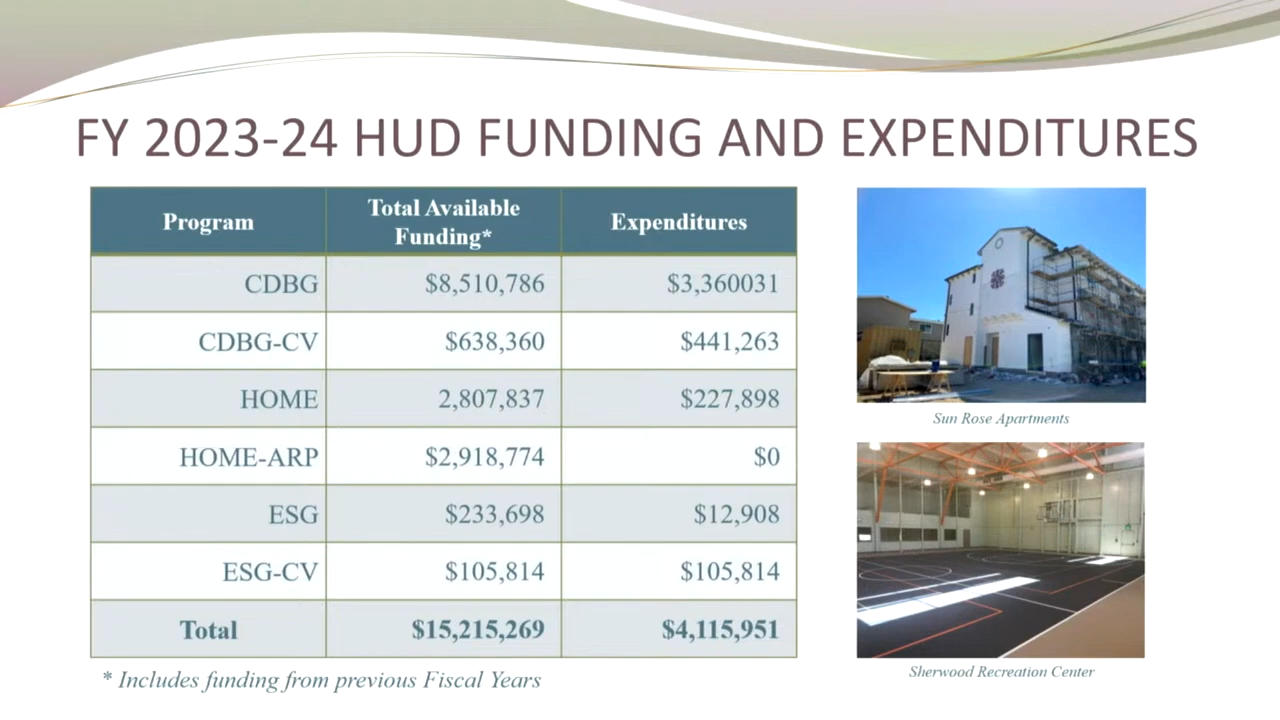 FY 2023-24 HUD FUNDING AND EXPENDITURES
Program Total Available Funding* Expenditures
CDBG $8,510,786 $3,360031
CDBG-CV $638,360 $441,263
HOME 2,807,837 $227,898
HOME-ARP $2,918,774 $0
ESG $233,698 $12,908
ESG-CV $105,814 $105,814
Total $15,215,269 $4,115,951
* Includes funding from previous Fiscal Years
Sun Rose Apartments
Sherwood Recreation Center